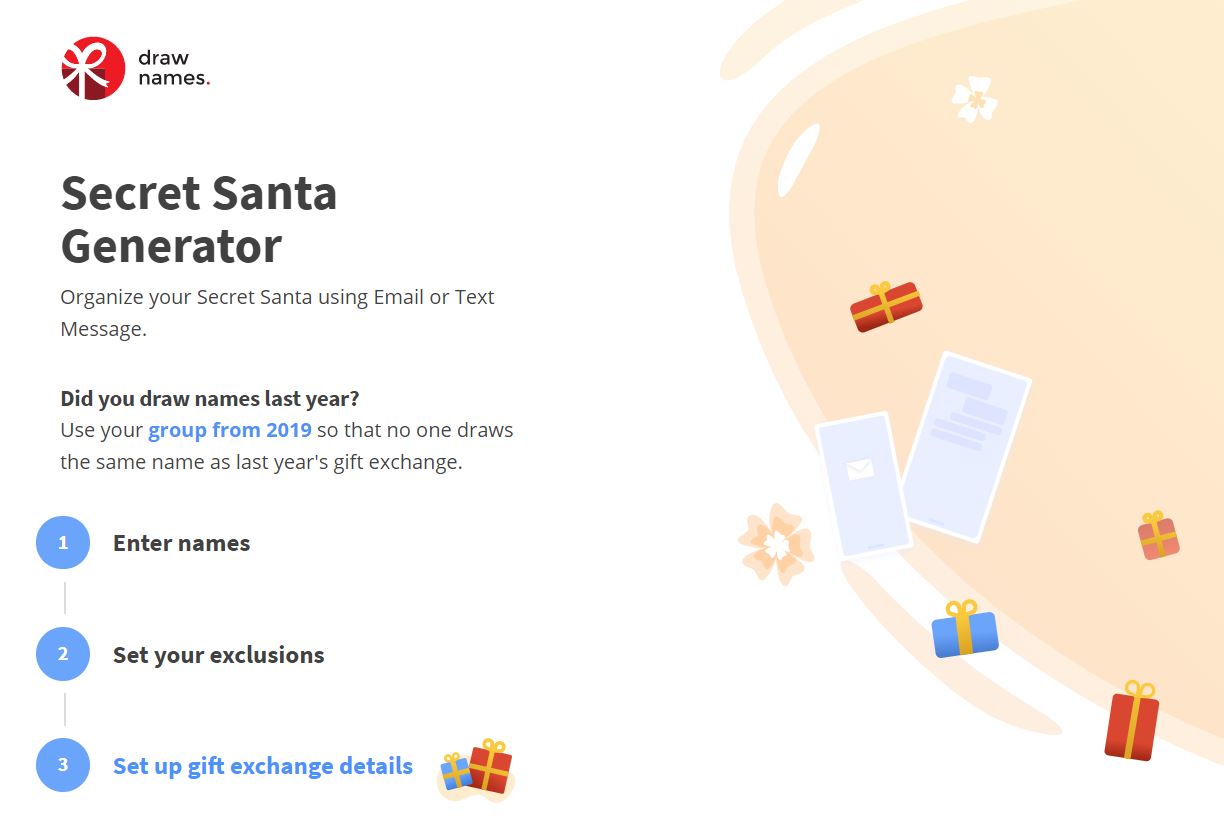 draw
names.
Secret Santa
Generator
Organize your Secret Santa using Email or Text
Message.
Did you draw names last year?
Use your group from 2019 so that no one draws
the same name as last year's gift exchange.
1 Enter names
2 Set your exclusions
3 Set up gift exchange details